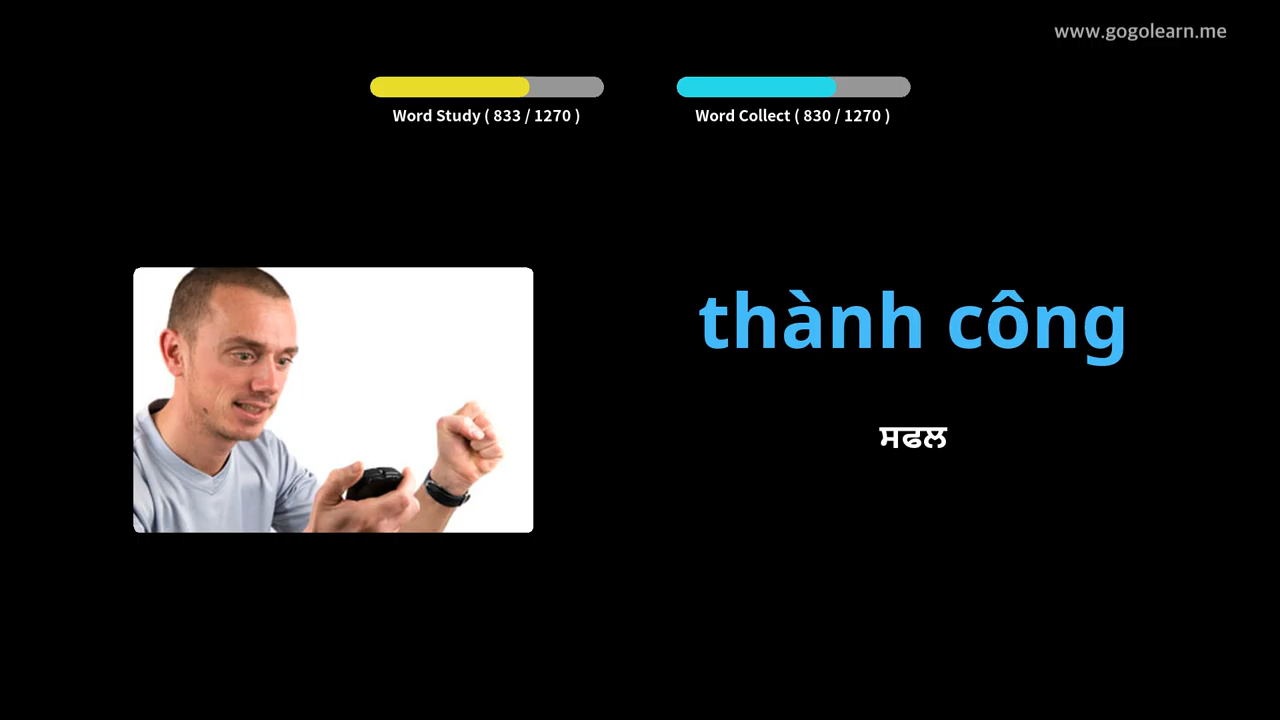 www.gogolearn.me
Word Study ( 833 / 1270 )
Word Collect ( 830 / 1270 )
thành công
ਸਫਲ